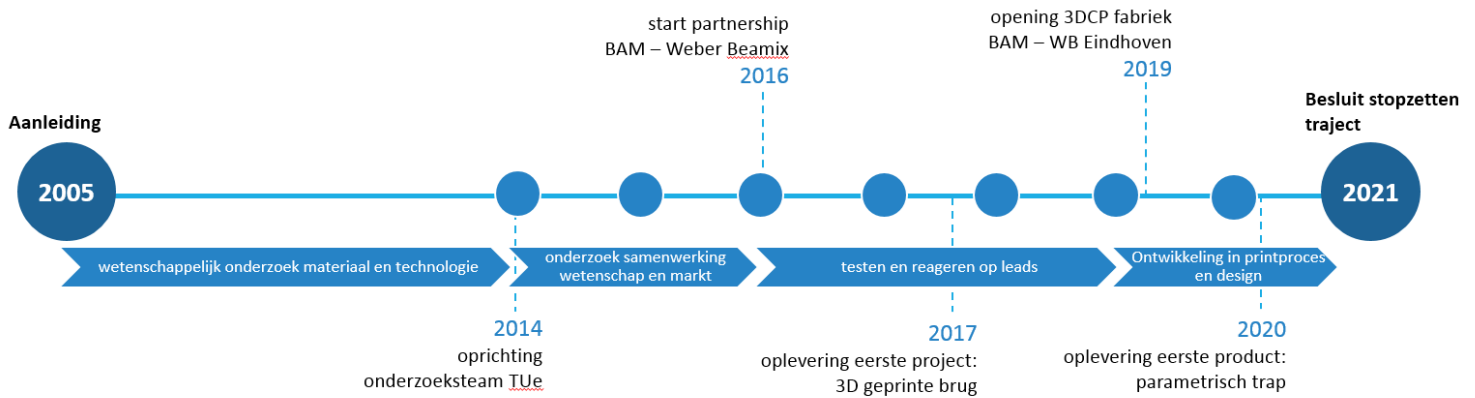 start partnership
BAM – Weber Beamix
2016
opening 3DCP fabriek
BAM – WB Eindhoven
2019
Aanleiding
2005
Besluit stopzetten
traject
2021
wetenschappelijk onderzoek materiaal en technologie
onderzoek samenwerking
wetenschap en markt
testen en reageren op leads
Ontwikkeling in printproces
en design
2014
oprichting
onderzoeksteam TUe
2017
oplevering eerste project:
3D geprinte brug
2020
oplevering eerste product:
parametrisch trap